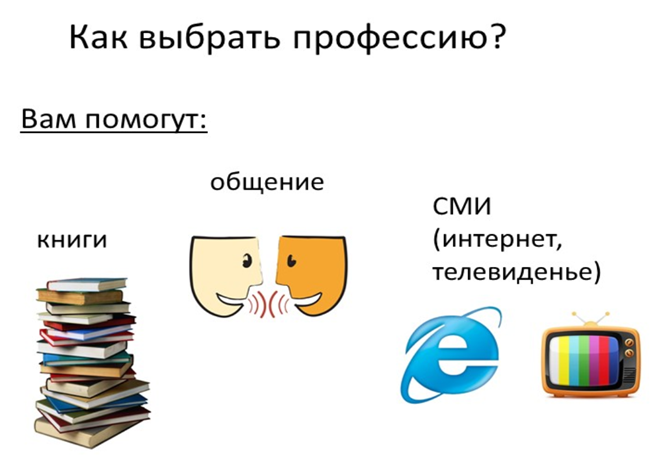 Как выбрать профессию?
Вам помогут:
общение
СМИ
(интернет,
телевиденье)
книги